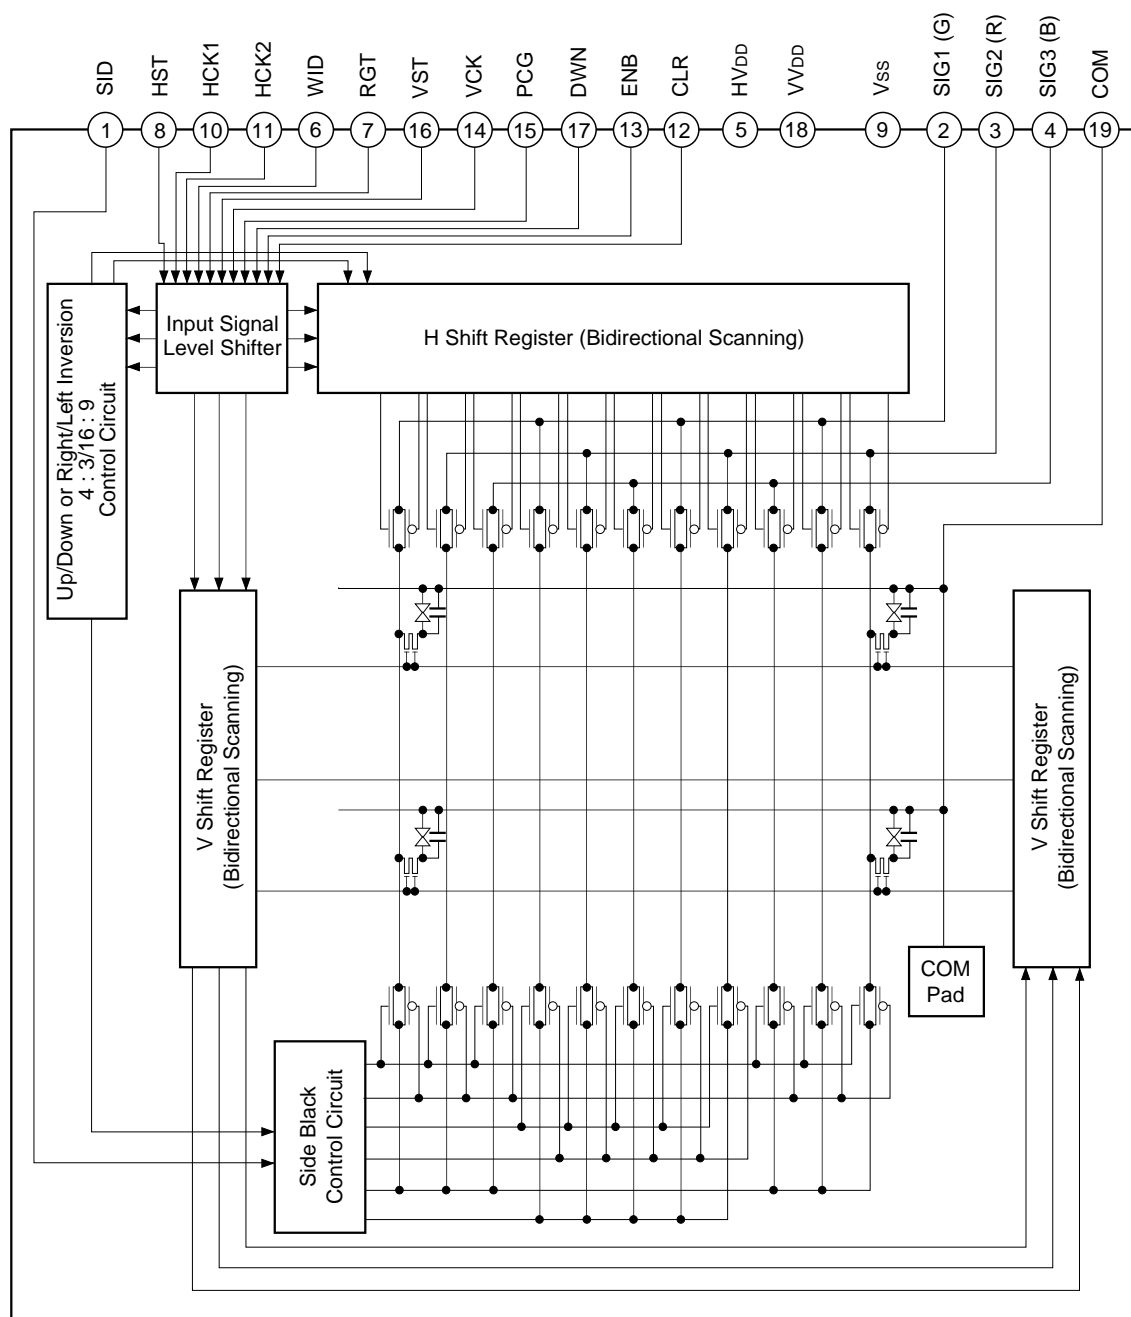 SID
HST
HCK1
HCK2
WID
RGT
VST
VCK
PCG
DWN
ENB
CLR
HVDD
VVDD
VSS
SIG1 (G)
SIG2 (R)
SIG3 (B)
COM
1
8
10
11
6
7
16
14
15
17
13
12
5
18
9
2
3
4
19
Up/Down or Right/Left Inversion
4 : 3/16 : 9
Control Circuit
Input Signal
Level Shifter
H Shift Register (Bidirectional Scanning)
V Shift Register
(Bidirectional Scanning)
V Shift Register
(Bidirectional Scanning)
COM
Pad
Side Black
Control Circuit